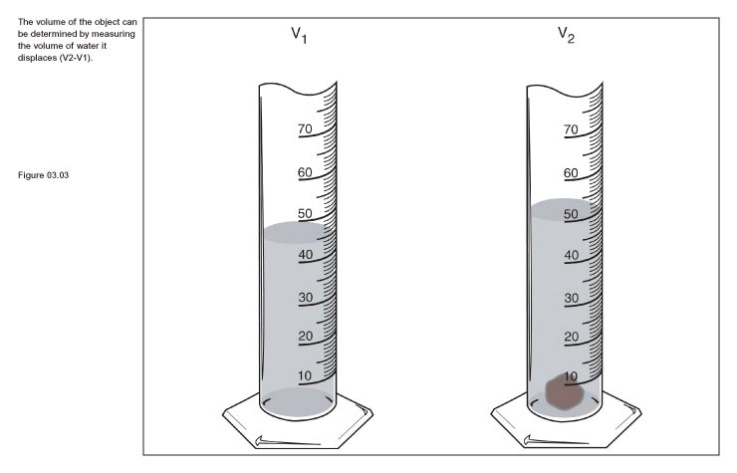 The volume of the object can
be determined by measuring
the volume of water it
displaces (V2-V1).
Figure 03.03
V1
70
60
50
40
30
20
10
V2
70
60
50
40
30
20
10